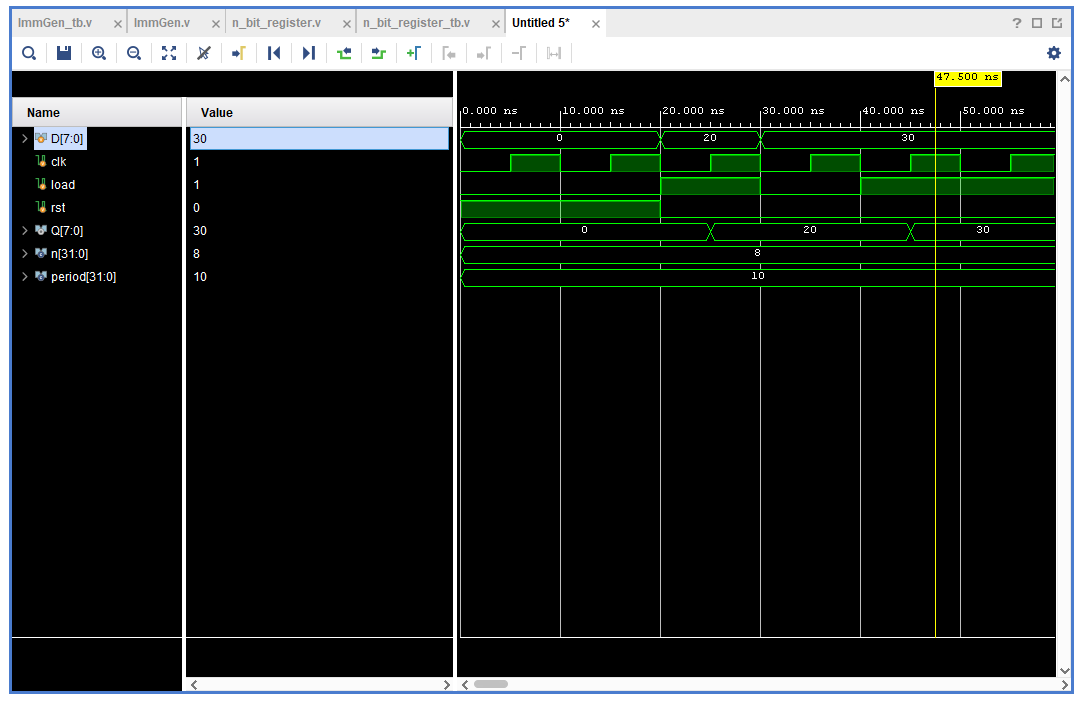 ImmGen_tb.v × ImmGen.v × n_bit_register.v × n_bit_register_tb.v × Untitled 5* ×
?
47.500 ns
Name Value
0.000 ns 10.000 ns 20.000 ns 30.000 ns 40.000 ns 50.000 ns
D[7:0] 30 0 20 30
clk 1
load 1
rst 0
Q[7:0] 30 0 20 30
n[31:0] 8 8
period[31:0] 10 10